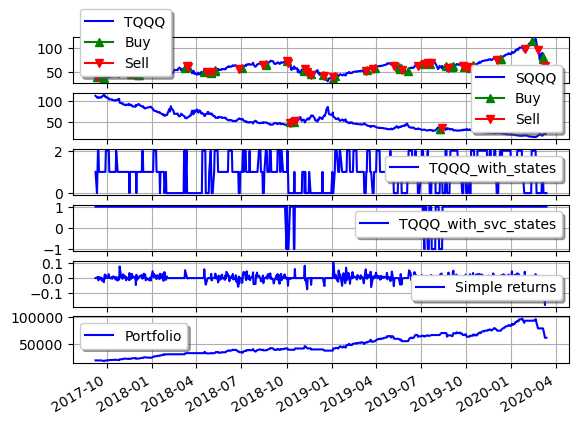 TQQQ
Buy
Sell
100
50
SQQQ
Buy
Sell
100
50
TQQQ_with_states
2
0
TQQQ_with_svc_states
1
0
−1
Simple returns
0.1
0.0
−0.1
Portfolio
100000
50000
2017-10
2018-01
2018-04
2018-07
2018-10
2019-01
2019-04
2019-07
2019-10
2020-01
2020-04